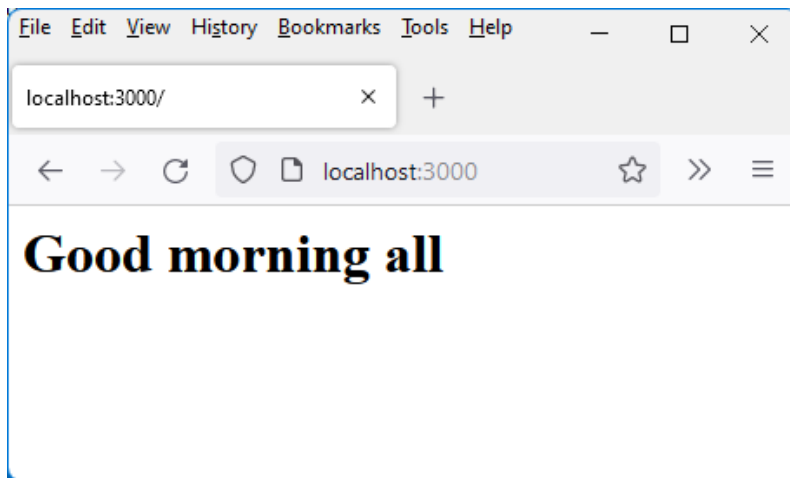 File Edit View History Bookmarks Tools Help
localhost:3000/
localhost:3000
Good morning all